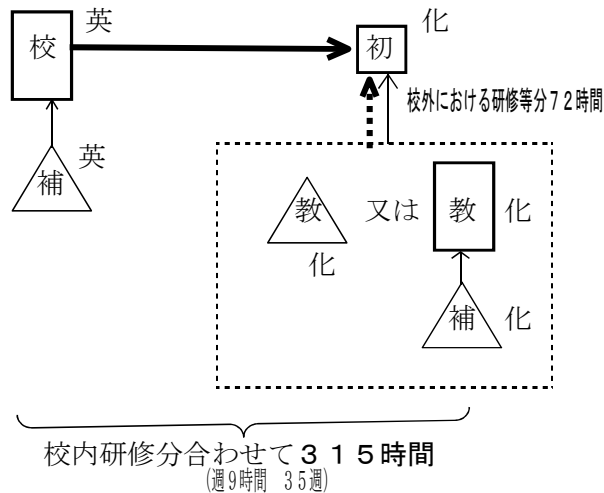 英
校
初
化
校外における研修等分７２時間
英
補
教
又は
教
化
化
補
化
校内研修分合わせて３１５時間
(週9時間　３５週)